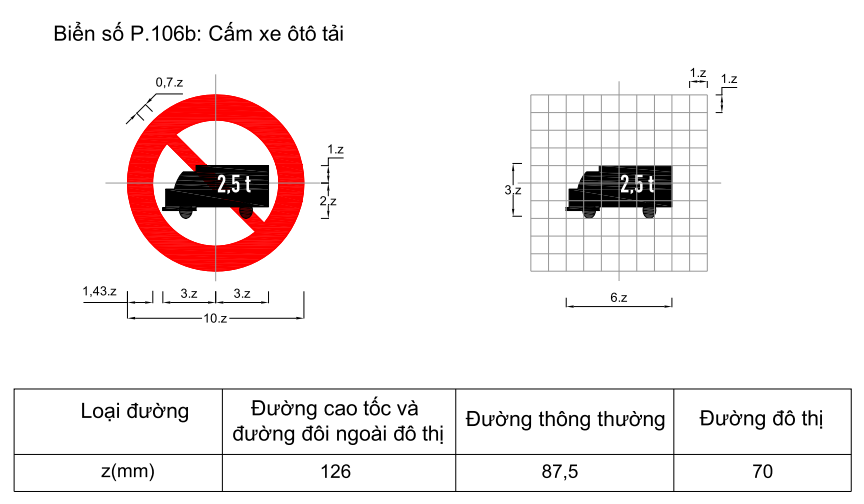 Biển số P.106b: Cấm xe ôtô tải
0,7.z
1.z
1.z
1.z
2,5 t
2.z
3.z
2,5 t
1,43.z
3.z
3.z
10.z
6.z
Loại đường
Đường cao tốc và
đường đôi ngoài đô thị
Đường thông thường
Đường đô thị
z(mm)
126
87,5
70